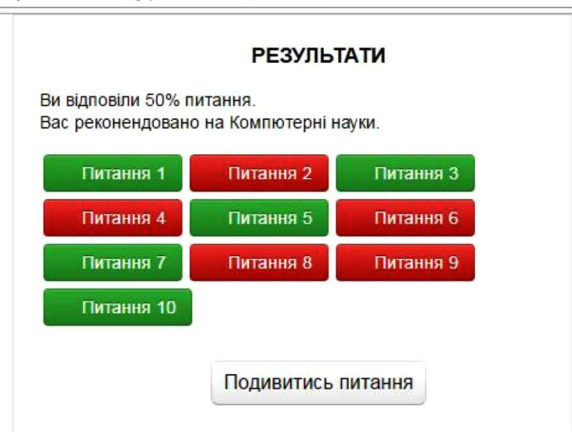 РЕЗУЛЬТАТИ
Ви відповіли 50% питання.
Вас реконендовано на Компютерні науки.
Питання 1 Питання 2 Питання 3
Питання 4 Питання 5 Питання 6
Питання 7 Питання 8 Питання 9
Питання 10
Подивитись питання